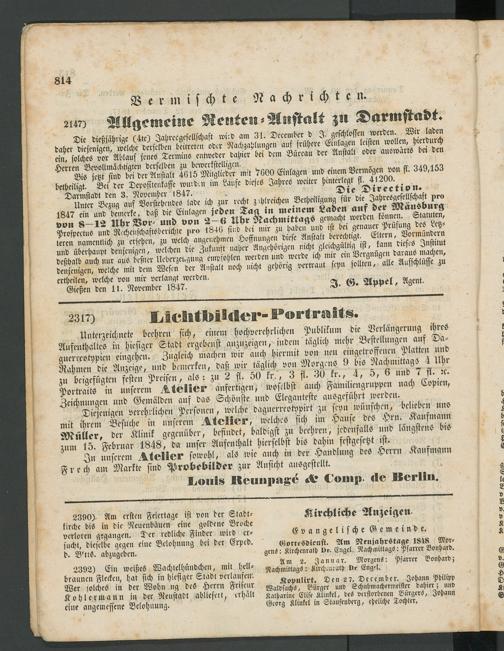 814
Vermischte Nachrichten.
2147) Allgemeine Renten-Anstalt zu Darmstadt.
Die dießjährige (4te) Jahresgesellschaft wird am 31. December d. J. geschlossen werden. Wir laden
daher diejenigen, welche derselben beitreten oder Nachzahlungen auf frühere Einlagen leisten wollen, hierdurch
ein, solches vor Ablauf jenes Termins entweder dahier bei dem Büreau der Anstalt oder auswärts bei den
Herren Bevollmächtigten derselben zu bewerkstelligen.
Bis jetzt sind bei der Anstalt 4615 Mitglieder mit 7600 Einlagen und einem Vermögen von fl. 349,153
betheiligt. Bei der Depositenkasse wurden im Laufe dieses Jahres weiter hinterlegt fl. 41200.
Darmstadt den 3. November 1847. Die Direction.
Unter Bezug auf Vorstehendes lade ich zur recht zahlreichen Betheiligung für die Jahresgesellschaft pro
1847 ein und bemerke, daß die Einlagen jeden Tag in meinem Laden auf der Mäusburg
von 8—12 Uhr Vor- und von 2—6 Uhr Nachmittags gemacht werden können. Statuten,
Prospectus und Rechenschaftsberichte pro 1846 sind bei mir zu haben und ist bei genauer Prüfung des Letz-
teren namentlich zu ersehen, zu welch angenehmen Hoffnungen diese Anstalt berechtigt. Eltern, Vormündern
und überhaupt denjenigen, welchen die Zukunft naher Angehörigen nicht gleichgültig ist, kann dieses Institut
deshalb auch nur aus bester Ueberzeugung empfohlen werden und werde ich mir ein Vergnügen daraus machen,
denjenigen, welche mit dem Wesen der Anstalt noch nicht gehörig vertraut seyn sollten, alle Aufschlüsse zu
ertheilen, welche von mir verlangt werden.
Gießen den 11. November 1847. J. G. Appel, Agent.
2317) Lichtbilder-Portraits.
Unterzeichnete beehren sich, einem hochverehrlichen Publikum die Verlängerung ihres
Aufenthaltes in hiesiger Stadt ergebenst anzuzeigen, indem täglich mehr Bestellungen auf Da-
guerreotypien eingehen. Zugleich machen wir auch hiermit von neu eingetroffenen Platten und
Rahmen die Anzeige, und bemerken, daß wir täglich von Morgens 9 bis Nachmittags 4 Uhr
zu beigefügten festen Preisen, als: zu 2 fl. 50 kr., 3 fl. 30 kr., 4, 5, 6 und 7 fl. ꝛc.
Portraits in unserem Atelier anfertigen, woselbst auch Familiengruppen nach Copien,
Zeichnungen und Gemälden auf das Schönste und Eleganteste ausgeführt werden.
Diejenigen verehrlichen Personen, welche daguerreotypirt zu seyn wünschen, belieben uns
mit ihrem Besuche in unserem Atelier, welches sich im Hause des Hrn. Kaufmann
Müller, der Klinik gegenüber, befindet, baldigst zu beehren, jedenfalls und längstens bis
zum 15. Februar 1848, da unser Aufenthalt hierselbst bis dahin festgesetzt ist.
In unserem Atelier sowohl, als wie auch in der Handlung des Herrn Kaufmann
Frech am Markte sind Probebilder zur Ansicht ausgestellt.
Louis Reunpagé & Comp. de Berlin.
2390) Am ersten Feiertage ist von der Stadt-
kirche bis in die Neuenbäuen eine goldene Broche
verloren gegangen. Der redliche Finder wird er-
sucht, dieselbe gegen eine Belohnung bei der Exped.
d. Bits. abzugeben.
2392) Ein weißes Wachtelhündchen, mit hell-
braunen Flecken, hat sich in hiesiger Stadt verlaufen.
Wer solches in der Wohnung des Herrn Friseur
Kohlermann in der Neustadt abliefert, erhält
eine angemessene Belohnung.
Kirchliche Anzeigen.
Evangelische Gemeinde.
Gottesdienst. Am Neujahrstage 1848 Mor-
gens: Kirchenrath Dr. Engel. Nachmittags: Pfarrer Bonhard.
Am 2. Januar. Morgens: Pfarrer Bonhard;
Nachmittags: Kirchenrath Dr. Engel.
Kopulirt. Den 27. December. Johann Philipp
Waldsachs, Bürger und Schuhmachermeister dahier; und
Katharine Elise Klinkel, des verstorbenen Bürgers, Johann
Georg Klinkel in Staufenberg, eheliche Tochter.